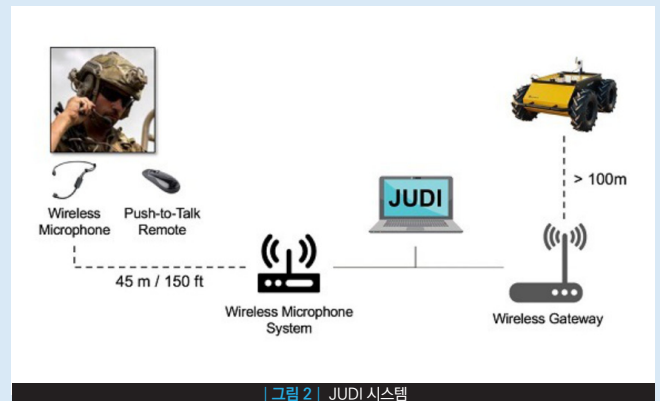 Wireless
Microphone
Push-to-Talk
Remote
45 m / 150 ft
Wireless Microphone
System
JUDI
> 100m
Wireless Gateway
| 그림 2 | JUDI 시스템